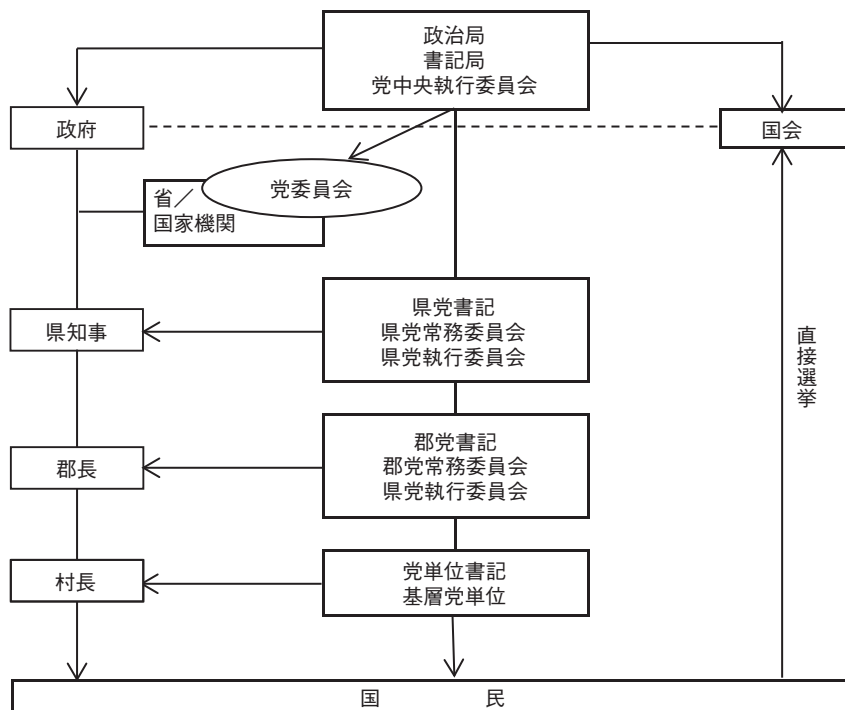 政治局
書記局
党中央執行委員会
政府
国会
党委員会
省／
国家機関
県党書記
県党常務委員会
県党執行委員会
県知事
直接選挙
郡党書記
郡党常務委員会
県党執行委員会
郡長
党単位書記
基層党単位
村長
国　民